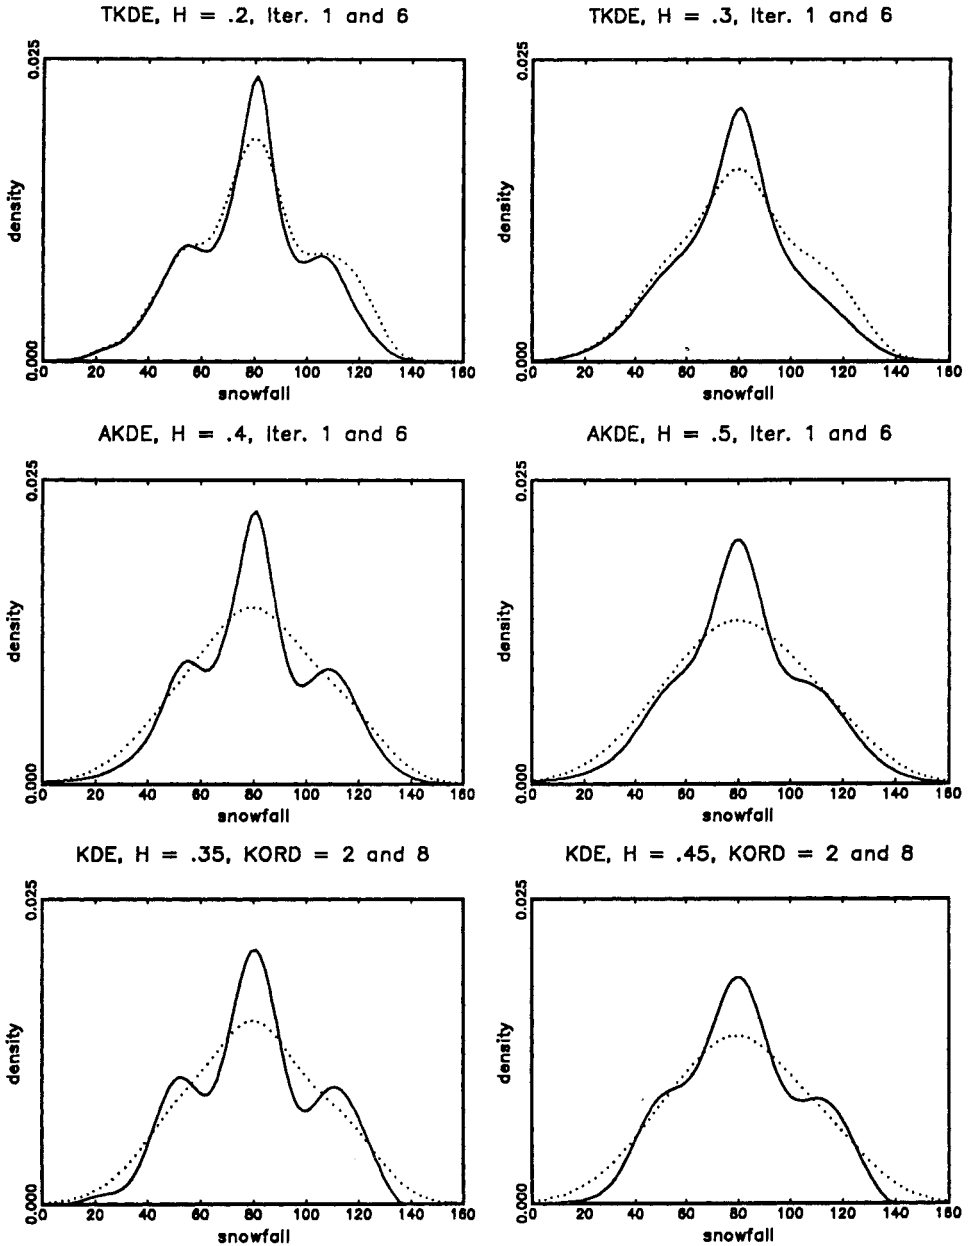 TKDE, H = .2, Iter. 1 and 6
0.025
density
0.000
0 20 40 60 80 100 120 140 160
snowfall
TKDE, H = .3, Iter. 1 and 6
0.025
density
0.000
0 20 40 60 80 100 120 140 160
snowfall
AKDE, H = .4, Iter. 1 and 6
0.025
density
0.000
0 20 40 60 80 100 120 140 160
snowfall
AKDE, H = .5, Iter. 1 and 6
0.025
density
0.000
0 20 40 60 80 100 120 140 160
snowfall
KDE, H = .35, KORD = 2 and 8
0.025
density
0.000
0 20 40 60 80 100 120 140 160
snowfall
KDE, H = .45, KORD = 2 and 8
0.025
density
0.000
0 20 40 60 80 100 120 140 160
snowfall